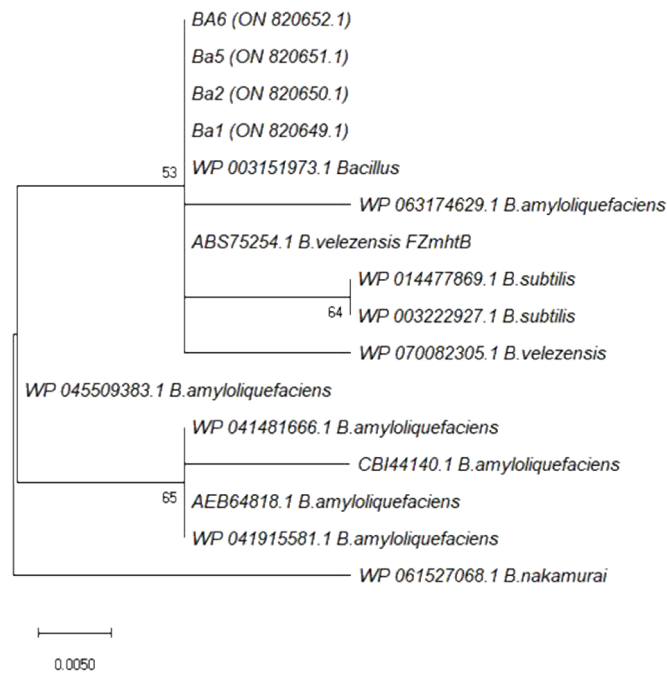 BA6 (ON 820652.1)
Ba5 (ON 820651.1)
Ba2 (ON 820650.1)
Ba1 (ON 820649.1)
53
WP 003151973.1 Bacillus
WP 063174629.1 B.amyloliquefaciens
ABS75254.1 B.velezensis FZmhtB
WP 014477869.1 B.subtilis
64
WP 003222927.1 B.subtilis
WP 070082305.1 B.velezensis
WP 045509383.1 B.amyloliquefaciens
WP 041481666.1 B.amyloliquefaciens
CBI44140.1 B.amyloliquefaciens
65
AEB64818.1 B.amyloliquefaciens
WP 041915581.1 B.amyloliquefaciens
WP 061527068.1 B.nakamurai
0.0050